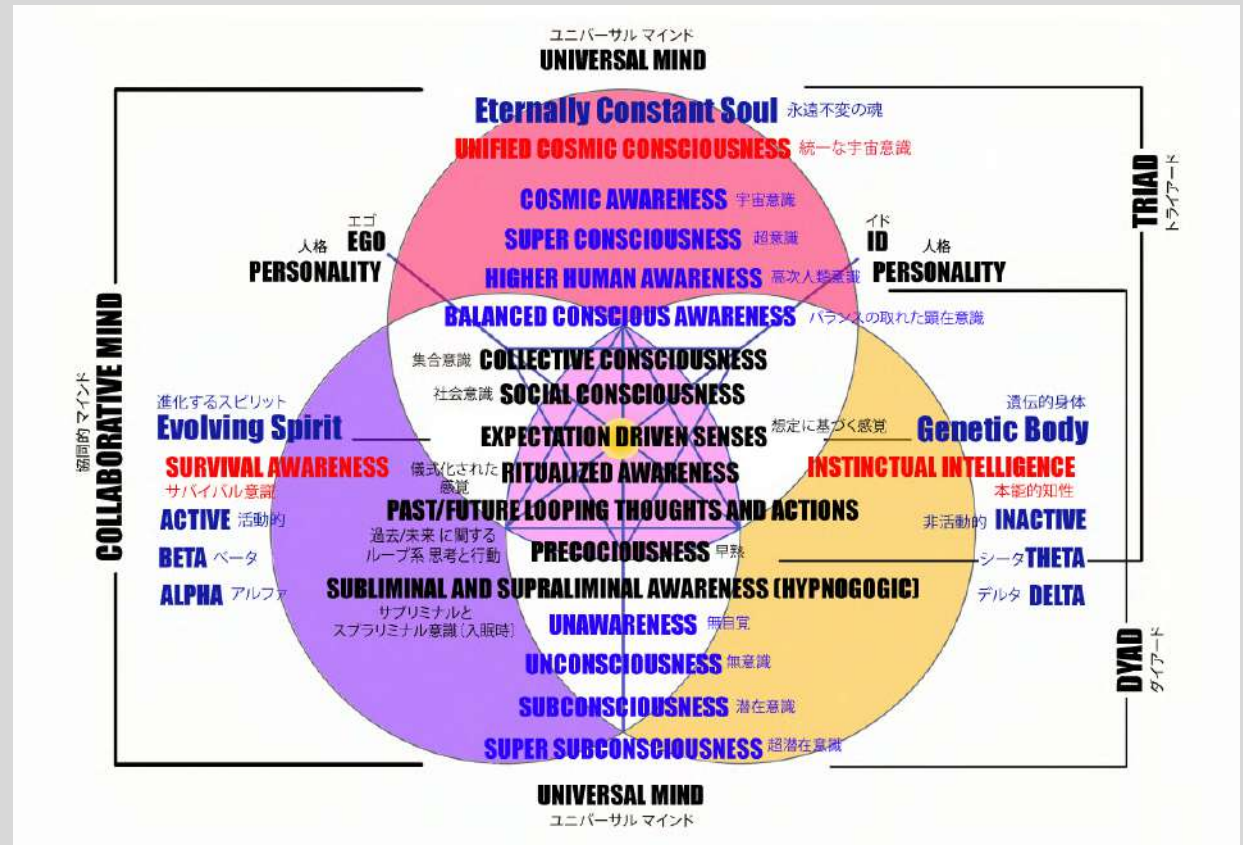 ユニバーサル マインド
UNIVERSAL MIND
Eternally Constant Soul 永遠不変の魂
UNIFIED COSMIC CONSCIOUSNESS 統一な宇宙意識
COSMIC AWARENESS 宇宙意識
SUPER CONSCIOUSNESS 超意識
HIGHER HUMAN AWARENESS 高次人類意識
BALANCED CONSCIOUS AWARENESS バランスの取れた顕在意識
エゴ
人格 EGO
PERSONALITY
イド
ID 人格
PERSONALITY
TRIAD
トライアード
COLLABORATIVE MIND
協同的 マインド
集合意識 COLLECTIVE CONSCIOUSNESS
社会意識 SOCIAL CONSCIOUSNESS
EXPECTATION DRIVEN SENSES 想定に基づく感覚
儀式化された
感覚
RITUALIZED AWARENESS
PAST/FUTURE LOOPING THOUGHTS AND ACTIONS
過去/未来 に関する
ループ系 思考と行動
PRECOCIOUSNESS 早熟
SUBLIMINAL AND SUPRALIMINAL AWARENESS (HYPNOGOGIC)
サブリミナルと
スプラリミナル意識〔入眠時〕
UNAWARENESS 無自覚
UNCONSCIOUSNESS 無意識
SUBCONSCIOUSNESS 潜在意識
SUPER SUBCONSCIOUSNESS 超潜在意識
進化するスピリット
Evolving Spirit
SURVIVAL AWARENESS
サバイバル意識
ACTIVE 活動的
BETA ベータ
ALPHA アルファ
遺伝的身体
Genetic Body
INSTINCTUAL INTELLIGENCE
本能的知性
非活動的 INACTIVE
シータ THETA
デルタ DELTA
DYAD
ダイアード
UNIVERSAL MIND
ユニバーサル マインド